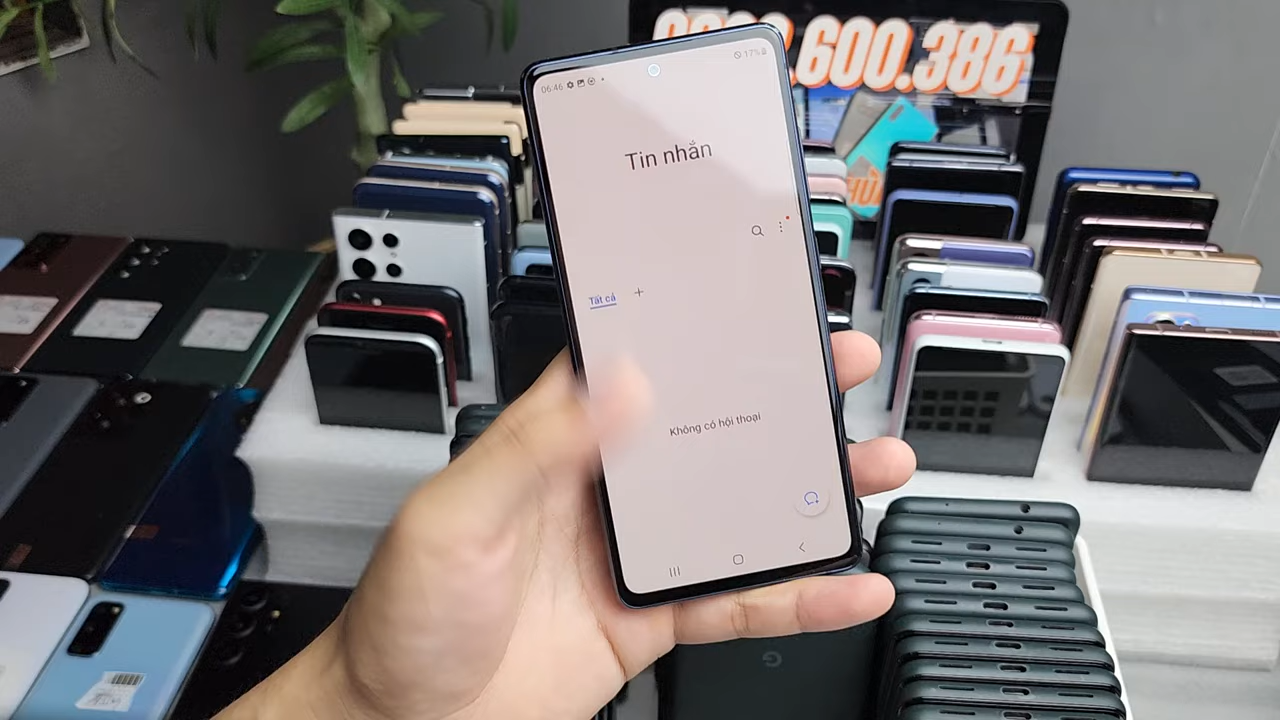 .600.386
06:46
17%
Tin nhắn
Tất cả +
Không có hội thoại
G